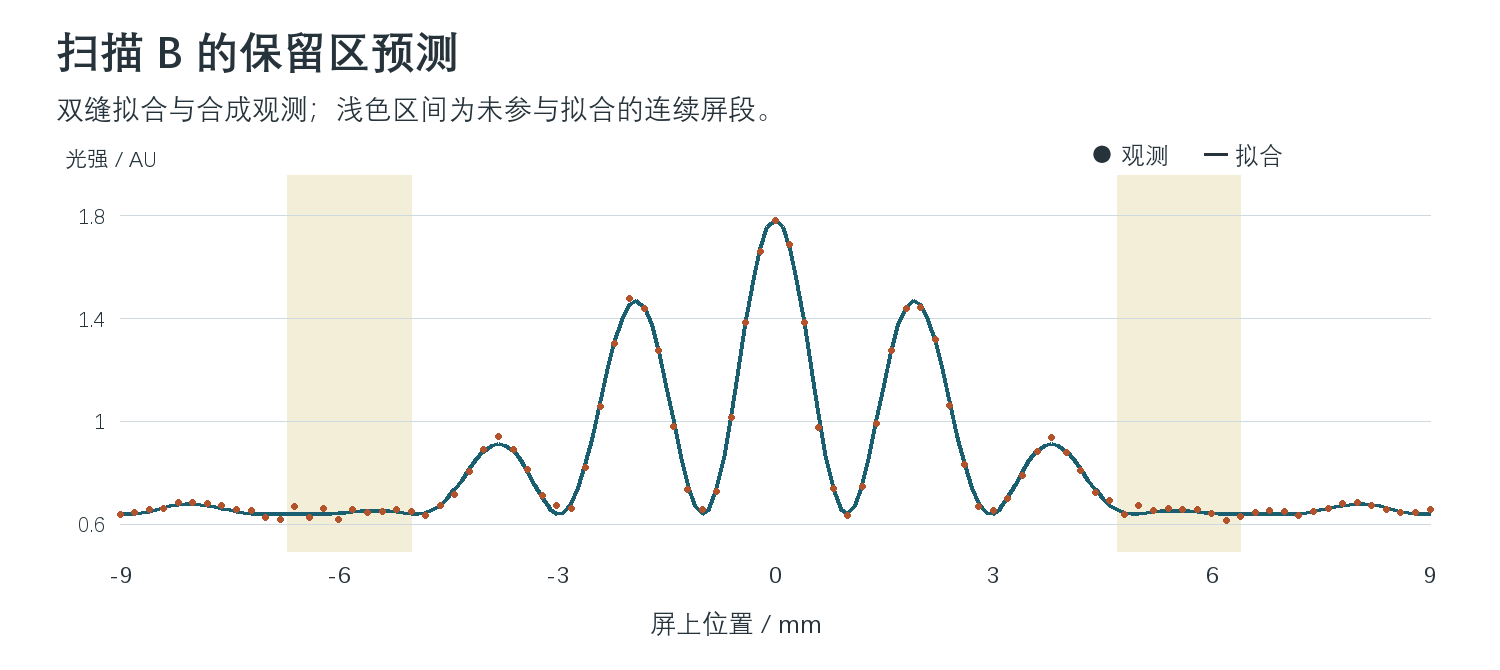 扫描 B 的保留区预测
双缝拟合与合成观测；浅色区间为未参与拟合的连续屏段。
光强 / AU
观测 拟合
1.8
1.4
1
0.6
-9 -6 -3 0 3 6 9
屏上位置 / mm